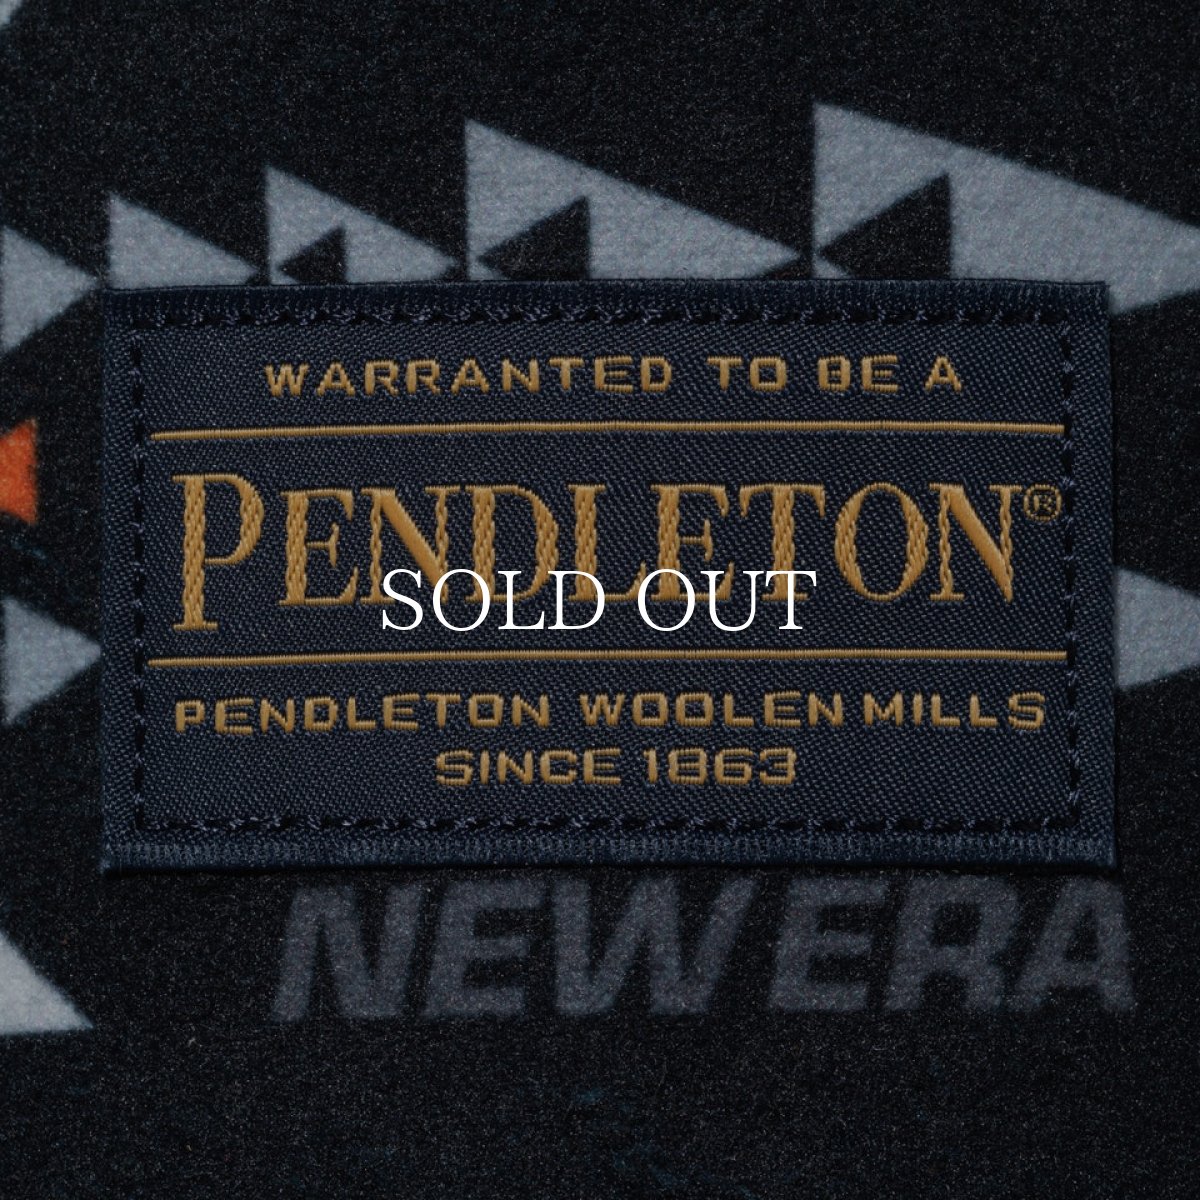 WARRANTED TO BE A
PENDLETON®
SOLD OUT
PENDLETON WOOLEN MILLS
SINCE 1863
NEW ERA